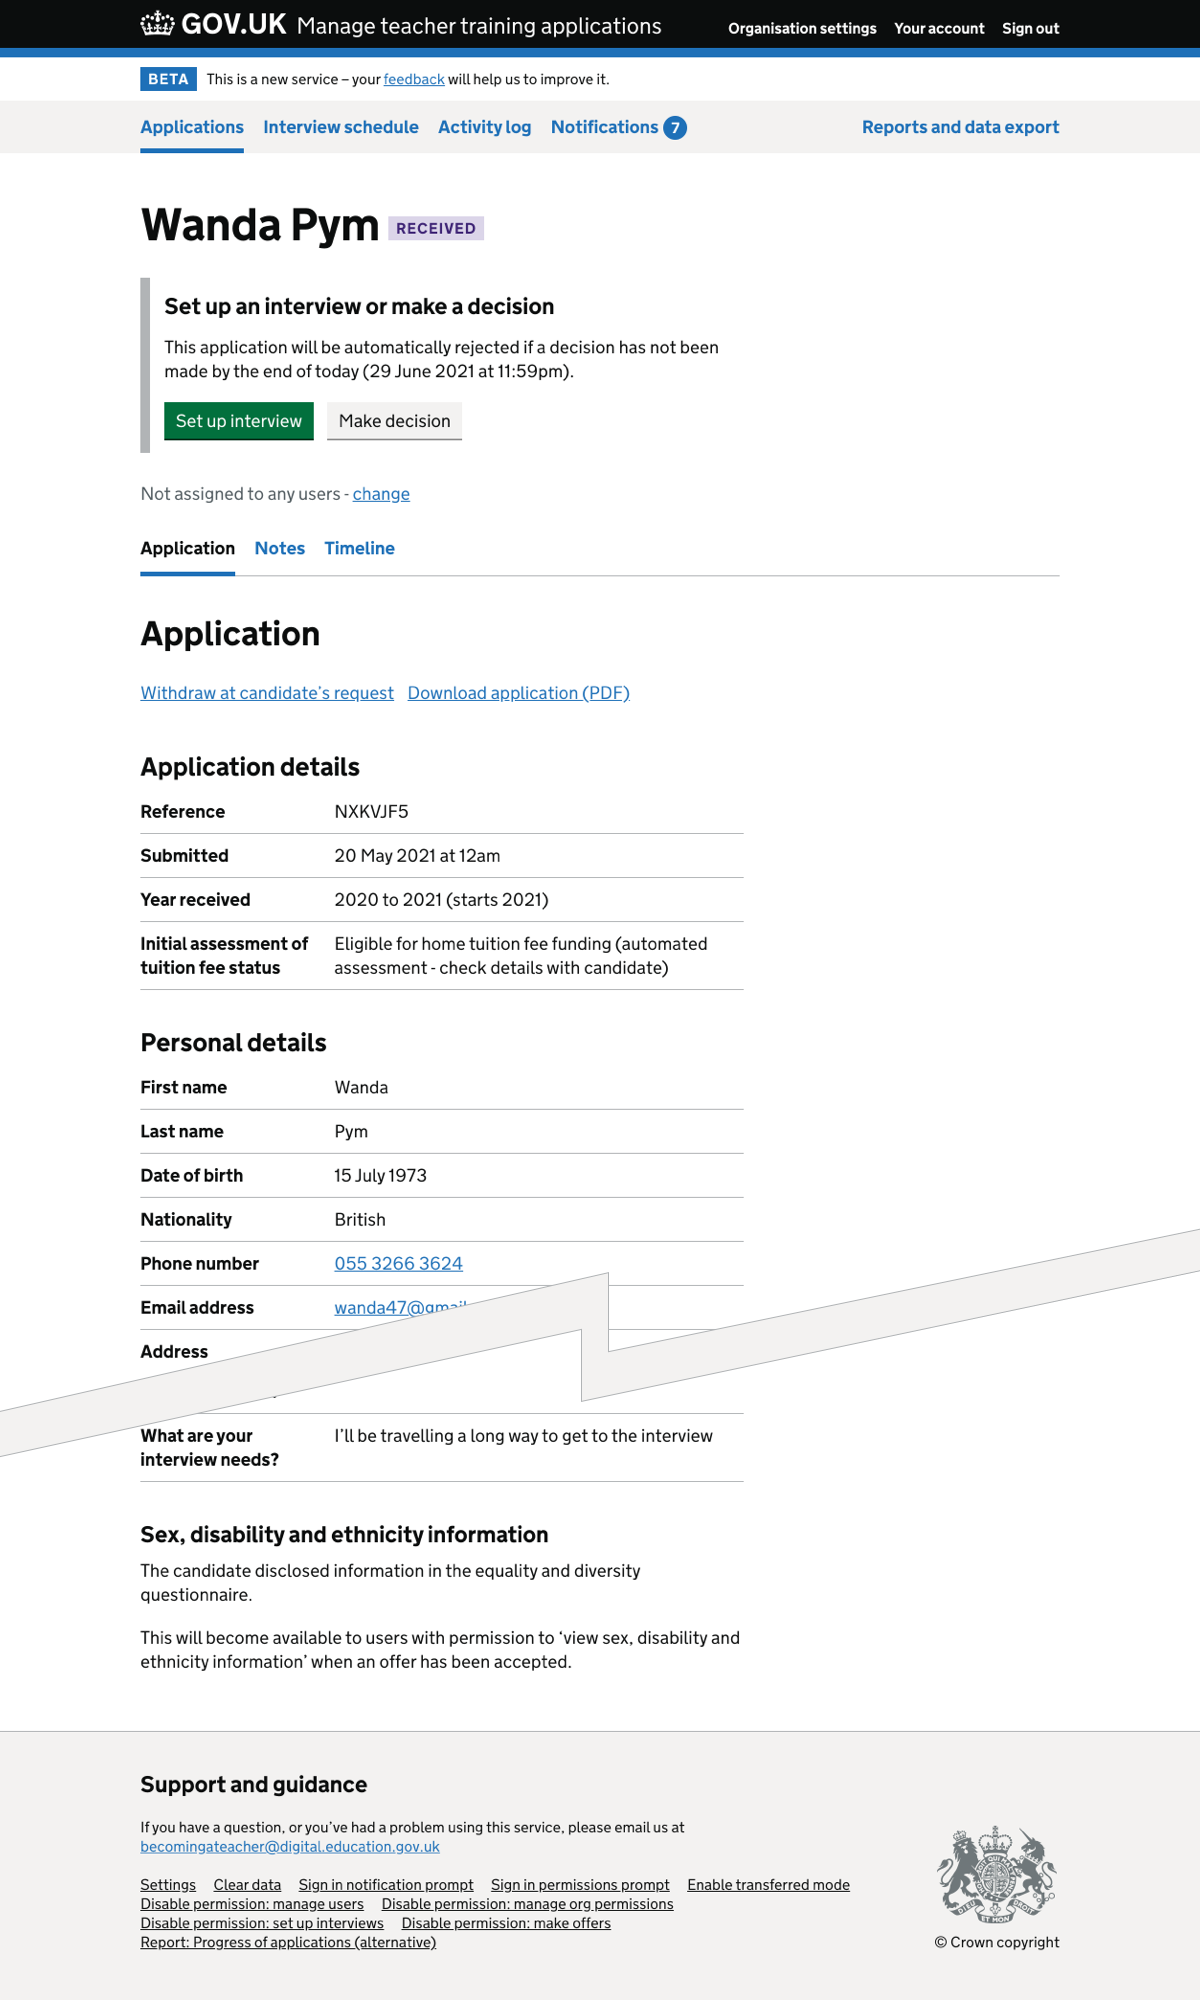 GOV.UK Manage teacher training applications
Organisation settings Your account Sign out
BETA This is a new service – your feedback will help us to improve it.
Applications Interview schedule Activity log Notifications 7 Reports and data export
Wanda Pym RECEIVED
Set up an interview or make a decision
This application will be automatically rejected if a decision has not been
made by the end of today (29 June 2021 at 11:59pm).
Set up interview Make decision
Not assigned to any users - change
Application Notes Timeline
Application
Withdraw at candidate’s request Download application (PDF)
Application details
Reference NXKVJF5
Submitted 20 May 2021 at 12am
Year received 2020 to 2021 (starts 2021)
Initial assessment of Eligible for home tuition fee funding (automated
tuition fee status assessment - check details with candidate)
Personal details
First name Wanda
Last name Pym
Date of birth 15 July 1973
Nationality British
Phone number 055 3266 3624
Email address wanda47@gmail
Address
What are your I’ll be travelling a long way to get to the interview
interview needs?
Sex, disability and ethnicity information
The candidate disclosed information in the equality and diversity
questionnaire.
This will become available to users with permission to ‘view sex, disability and
ethnicity information’ when an offer has been accepted.
Support and guidance
If you have a question, or you’ve had a problem using this service, please email us at
becomingateacher@digital.education.gov.uk
Settings Clear data Sign in notification prompt Sign in permissions prompt Enable transferred mode
Disable permission: manage users Disable permission: manage org permissions
Disable permission: set up interviews Disable permission: make offers
Report: Progress of applications (alternative)
© Crown copyright